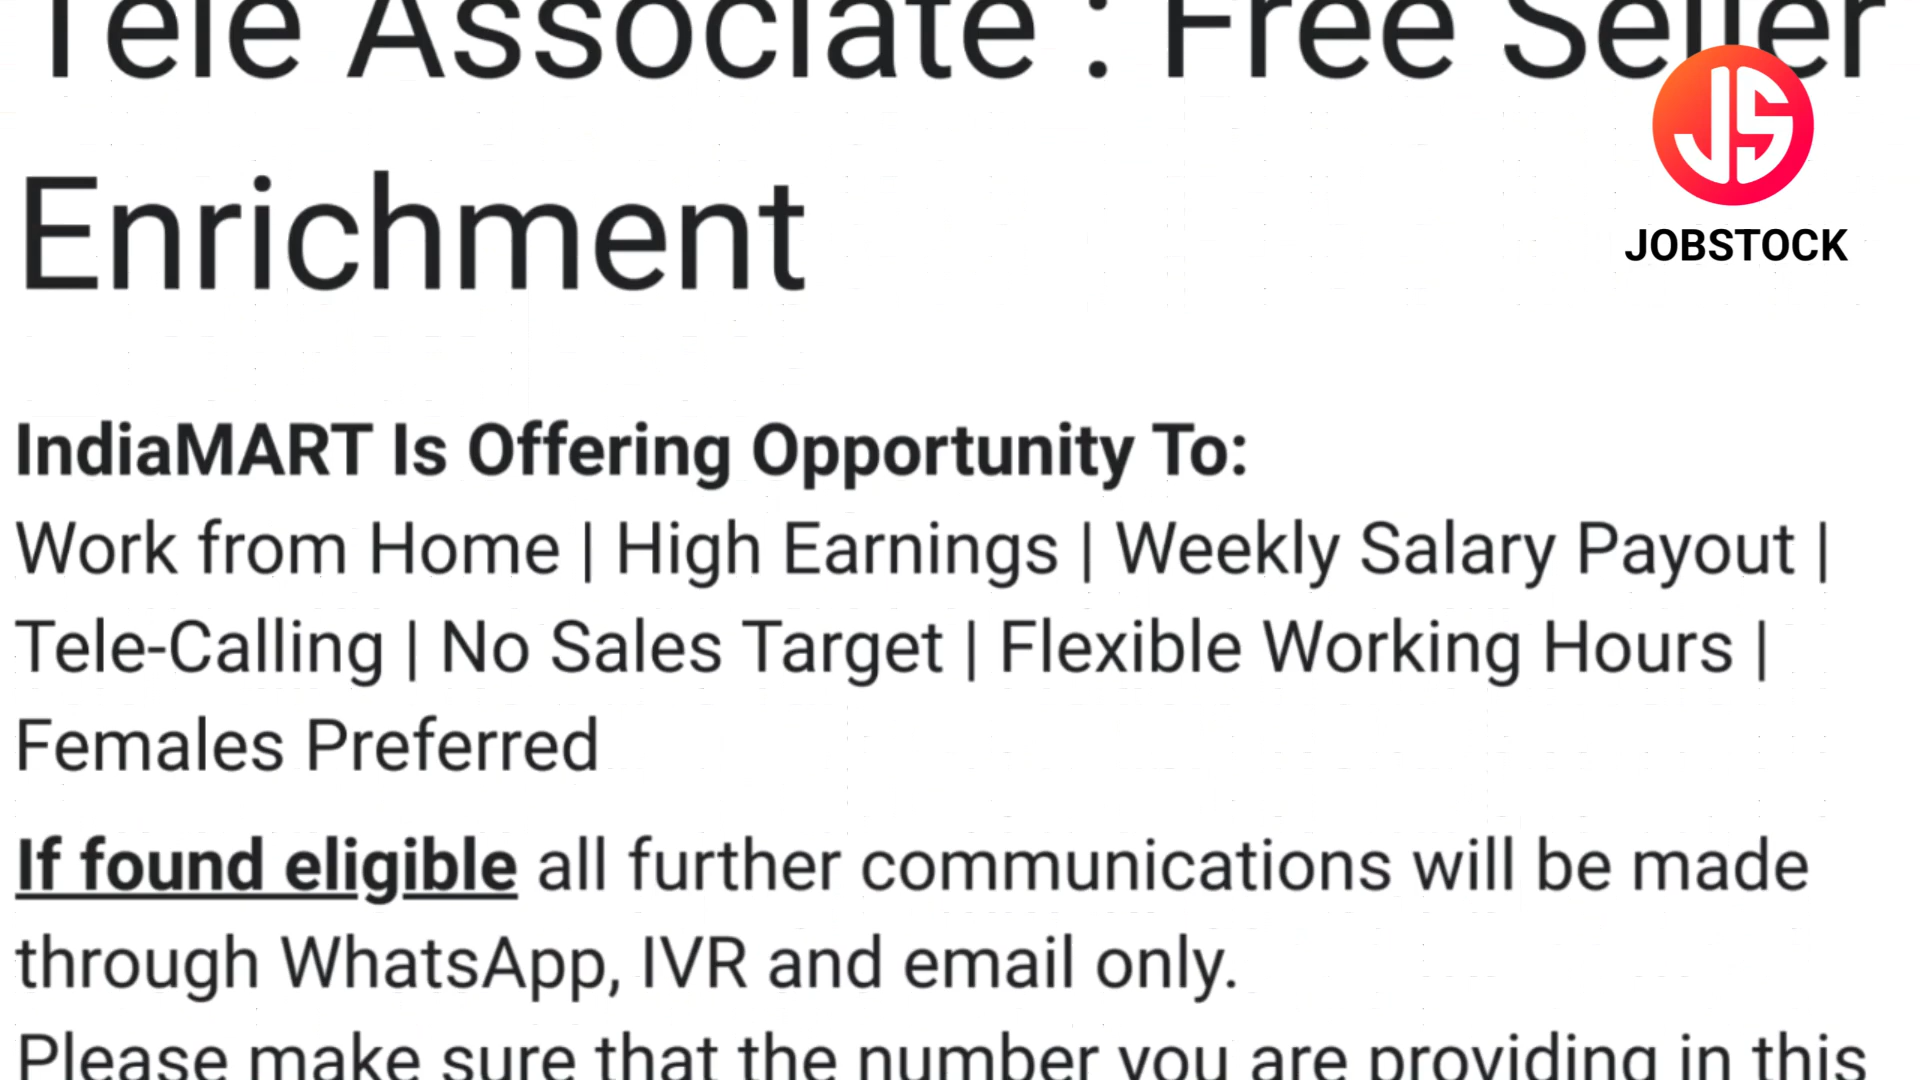 Tele Associate : Free Seller
Enrichment
JS
JOBSTOCK
IndiaMART Is Offering Opportunity To:
Work from Home | High Earnings | Weekly Salary Payout |
Tele-Calling | No Sales Target | Flexible Working Hours |
Females Preferred
If found eligible all further communications will be made
through WhatsApp, IVR and email only.
Please make sure that the number you are providing in this